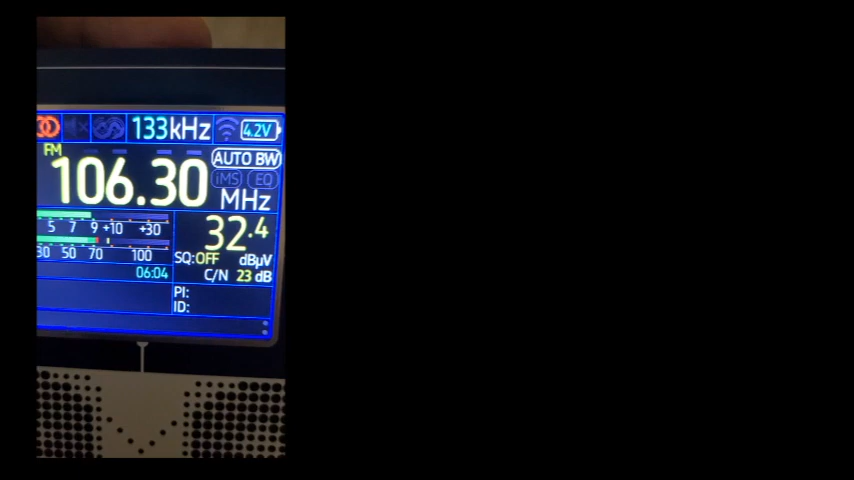 133kHz 4.2V
FM
106.30 MHz
AUTO BW
iMS EQ
5 7 9 +10 +30
32.4 dBμV
30 50 70 100
SQ:OFF
06:04
C/N 23 dB
PI:
ID: